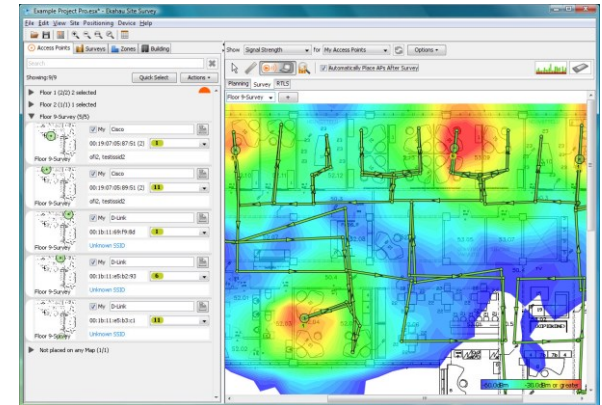 Example Project Pro.esx* - Ekahau Site Survey
File Edit View Site Positioning Device Help
Access Points Surveys Zones Building
Show Signal Strength for My Access Points Options
Search
Automatically Place APs After Survey
Showing:9/9 Quick Select Actions
Planning Survey RTLS
Floor 9-Survey +
Floor 1 (2/2) 2 selected
Floor 2 (1/1) 1 selected
Floor 9-Survey (5/5)
My Cisco
00:19:07:05:87:51 (2) 1
Floor 9-Survey
ofi2, testssid2
My Cisco
00:19:07:05:89:51 (2) 11
Floor 9-Survey
ofi2, testssid2
My D-Link
00:1b:11:69:f9:8d 1
Floor 9-Survey
Unknown SSID
My D-Link
00:1b:11:e5:b2:93 6
Floor 9-Survey
Unknown SSID
My D-Link
00:1b:11:e5:b3:c1 11
Floor 9-Survey
Unknown SSID
Not placed on any Map (1/1)
-60.0dBm -30.0dBm or greater